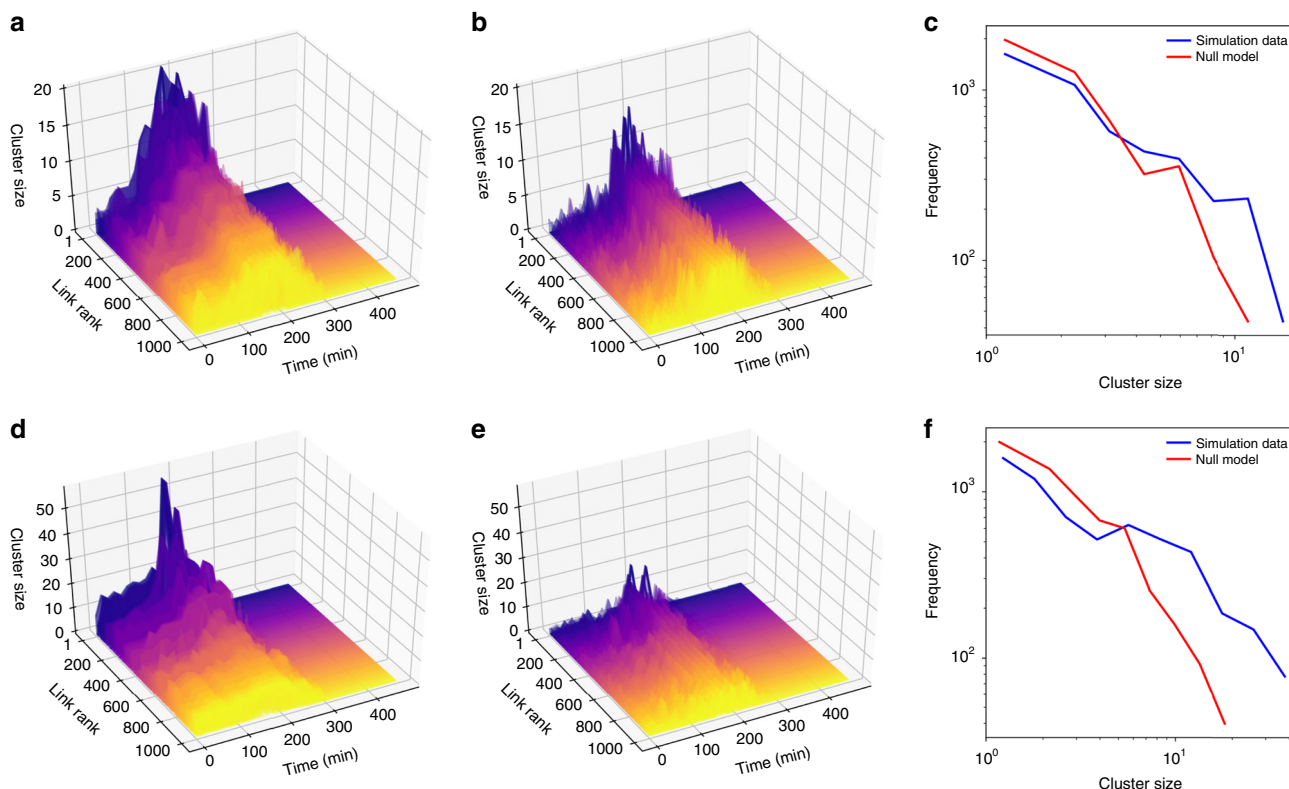 a
20
15
10
5
0
Cluster size
1
200
400
600
800
1000
Link rank
0
100
200
300
400
Time (min)
b
20
15
10
5
0
Cluster size
1
200
400
600
800
1000
Link rank
0
100
200
300
400
Time (min)
c
Simulation data
Null model
10³
10²
Frequency
10⁰
10¹
Cluster size
d
50
40
30
20
10
0
Cluster size
1
200
400
600
800
1000
Link rank
0
100
200
300
400
Time (min)
e
50
40
30
20
10
0
Cluster size
1
200
400
600
800
1000
Link rank
0
100
200
300
400
Time (min)
f
Simulation data
Null model
10³
10²
Frequency
10⁰
10¹
Cluster size